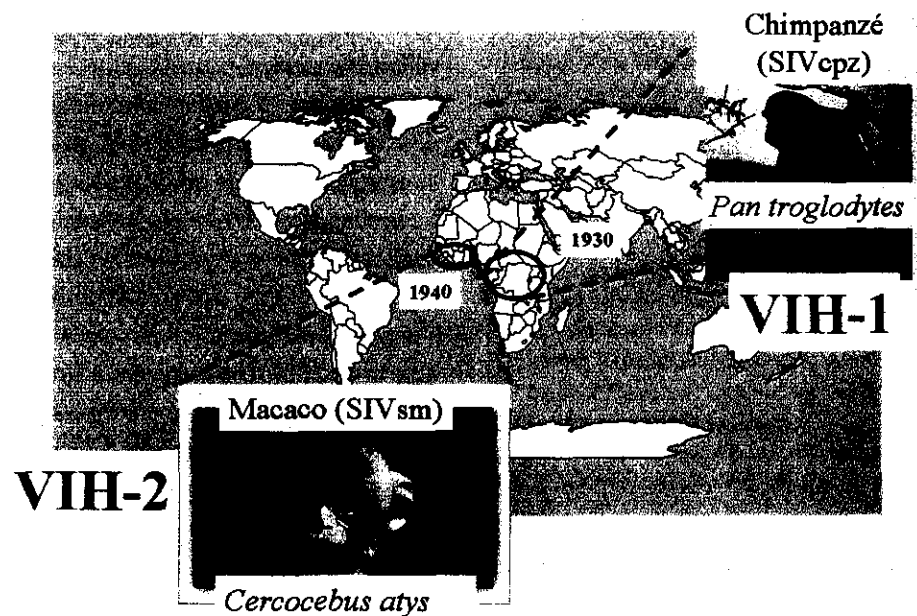 Chimpanzé
(SIVcpz)
Pan troglodytes
1930
1940
VIH-1
Macaco (SIVsm)
VIH-2
Cercocebus atys